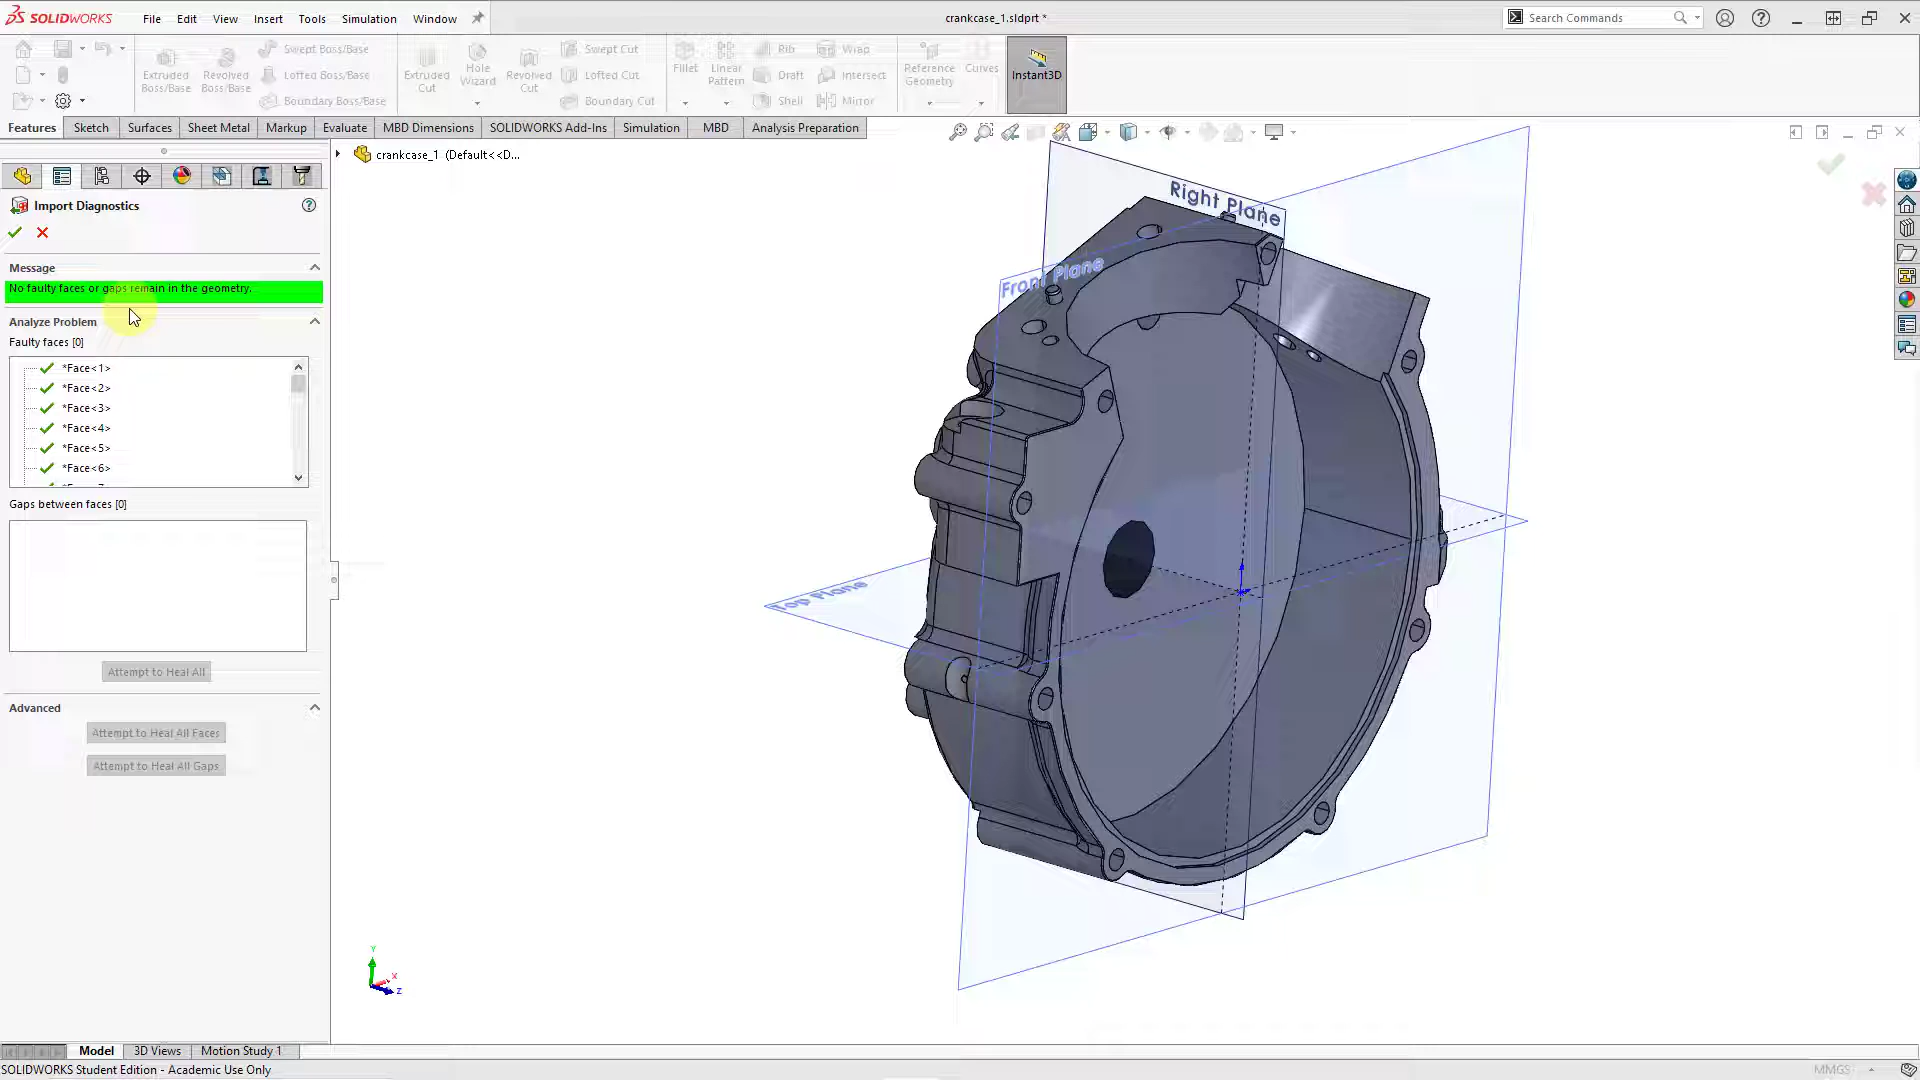 SOLIDWORKS File Edit View Insert Tools Simulation Window crankcase_1.sldprt * Search Commands
Extruded Boss/Base
Revolved Boss/Base
Swept Boss/Base
Lofted Boss/Base
Boundary Boss/Base
Extruded Cut
Hole Wizard
Revolved Cut
Swept Cut
Lofted Cut
Boundary Cut
Fillet
Linear Pattern
Rib
Draft
Shell
Wrap
Intersect
Mirror
Reference Geometry
Curves
Instant3D
Features Sketch Surfaces Sheet Metal Markup Evaluate MBD Dimensions SOLIDWORKS Add-Ins Simulation MBD Analysis Preparation
crankcase_1 (Default<<D...
Import Diagnostics
Message
No faulty faces or gaps remain in the geometry.
Analyze Problem
Faulty faces [0]
*Face<1>
*Face<2>
*Face<3>
*Face<4>
*Face<5>
*Face<6>
Gaps between faces [0]
Attempt to Heal All
Advanced
Attempt to Heal All Faces
Attempt to Heal All Gaps
Right Plane
Front Plane
Top Plane
Y
X
Z
Model 3D Views Motion Study 1
SOLIDWORKS Student Edition - Academic Use Only MMGS